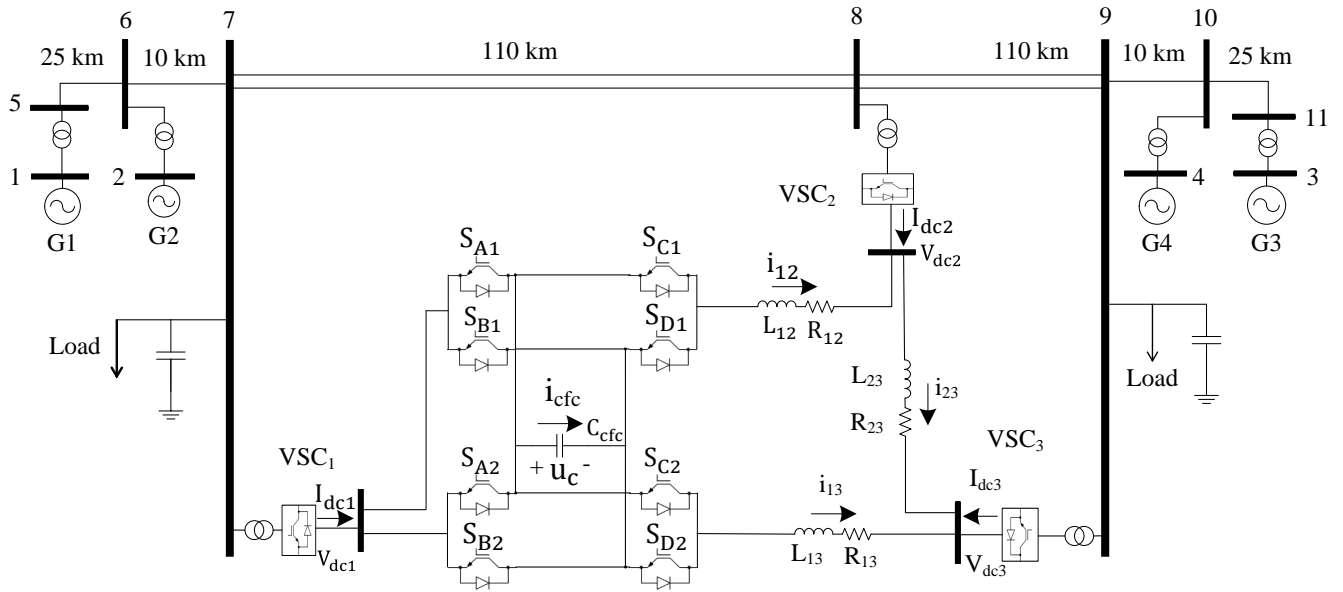 6
7
8
9
10
25 km
10 km
110 km
110 km
10 km
25 km
5
11
1
2
4
3
G1
G2
G4
G3
VSC2
Idc2
Vdc2
SA1
SC1
i12
SB1
SD1
L12
R12
Load
Load
L23
i23
R23
icfc
Ccfc
+ uc -
VSC1
VSC3
SA2
SC2
Idc1
i13
Idc3
SB2
SD2
Vdc1
L13
R13
Vdc3